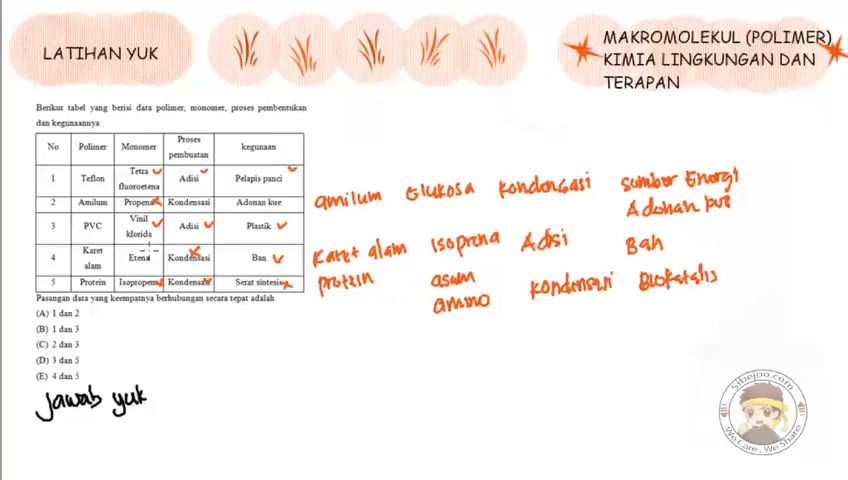 LATIHAN YUK
MAKROMOLEKUL (POLIMER)
KIMIA LINGKUNGAN DAN
TERAPAN
Berikut tabel yang berisi data polimer, monomer, proses pembentukan
dan kegunaannya
No Polimer Monomer Proses pembuatan kegunaan
1 Teflon Tetra fluoroetena Adisi Pelapis panci
2 Amilum Propena Kondensasi Adonan kue
3 PVC Vinil klorida Adisi Plastik
4 Karet alam Etena Kondensasi Ban
5 Protein Isopropena Kondensasi Serat sintesis
Pasangan data yang keempatnya berhubungan secara tepat adalah
(A) 1 dan 2
(B) 1 dan 3
(C) 2 dan 3
(D) 3 dan 5
(E) 4 dan 5
Jawab yuk
amilum Glukosa kondensasi sumber Energi
Adonan kue
Karet alam Isoprena Adisi Ban
protein asam amino kondensasi Biokatalis
Sibejoo.com
We Care, We Share